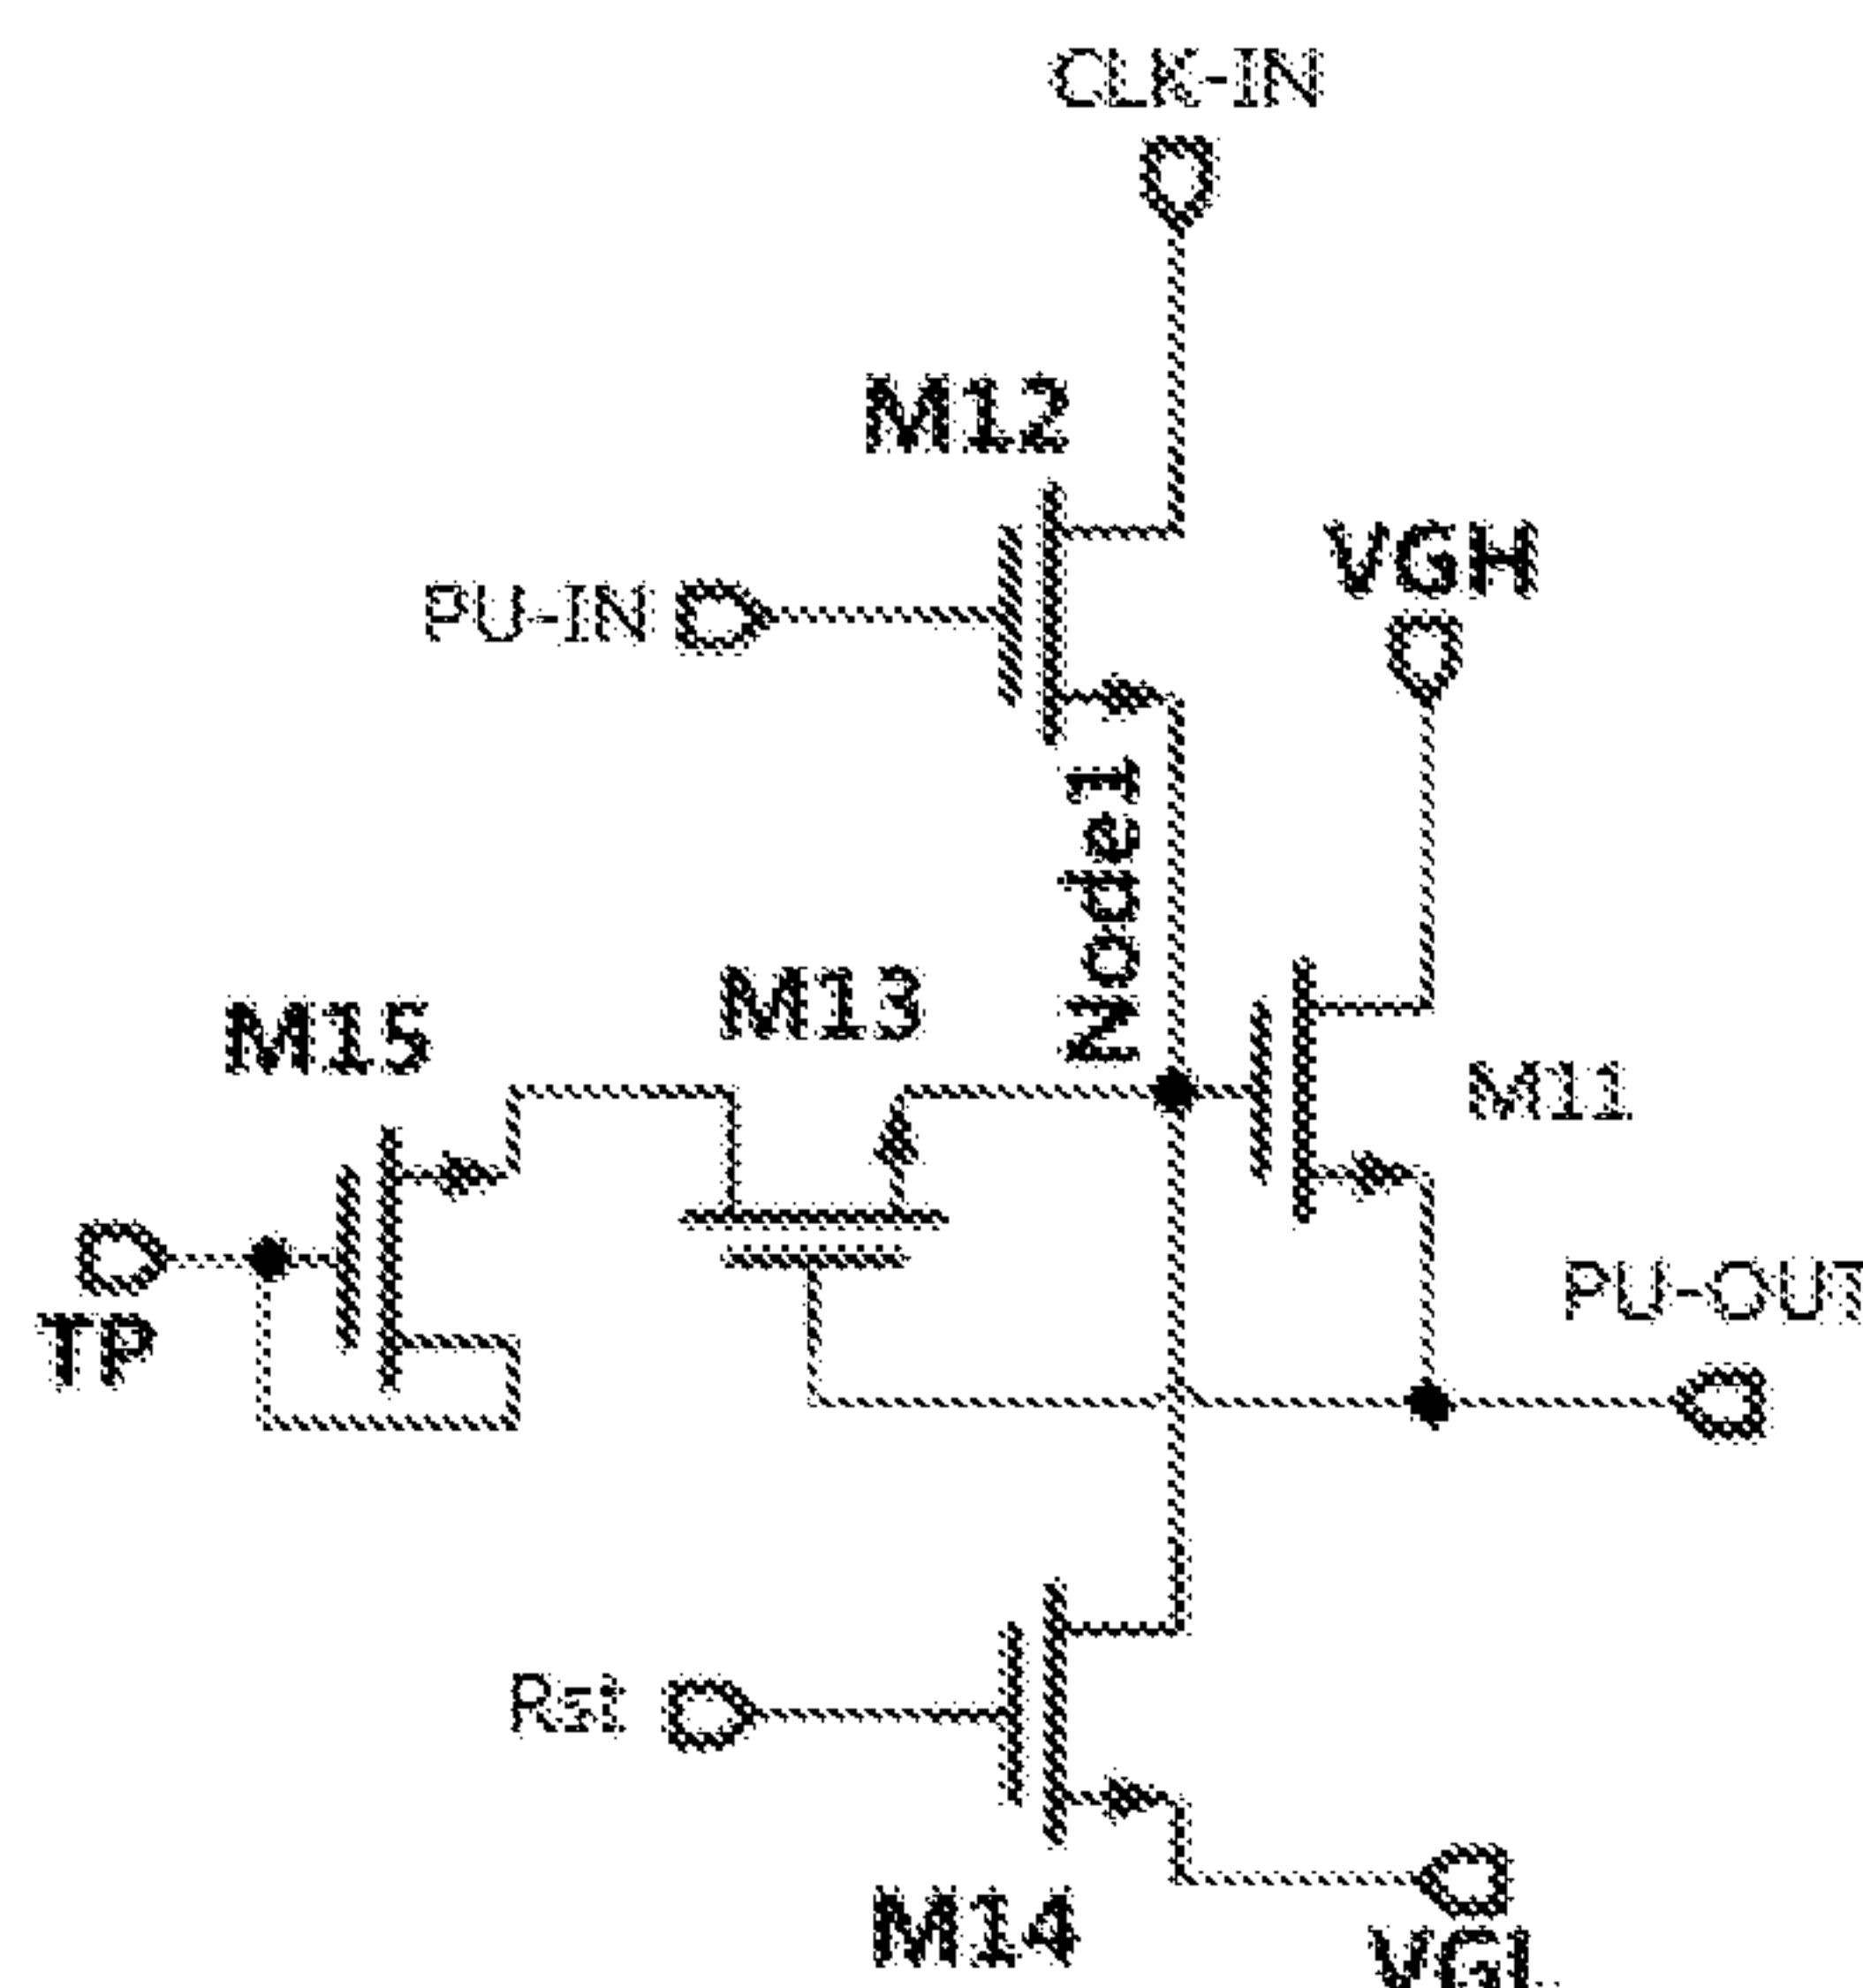 CLK-IN
M12
VGH
PU-IN
Node1
M13
M15
M11
PU-OUT
TP
Rst
M14
VGL